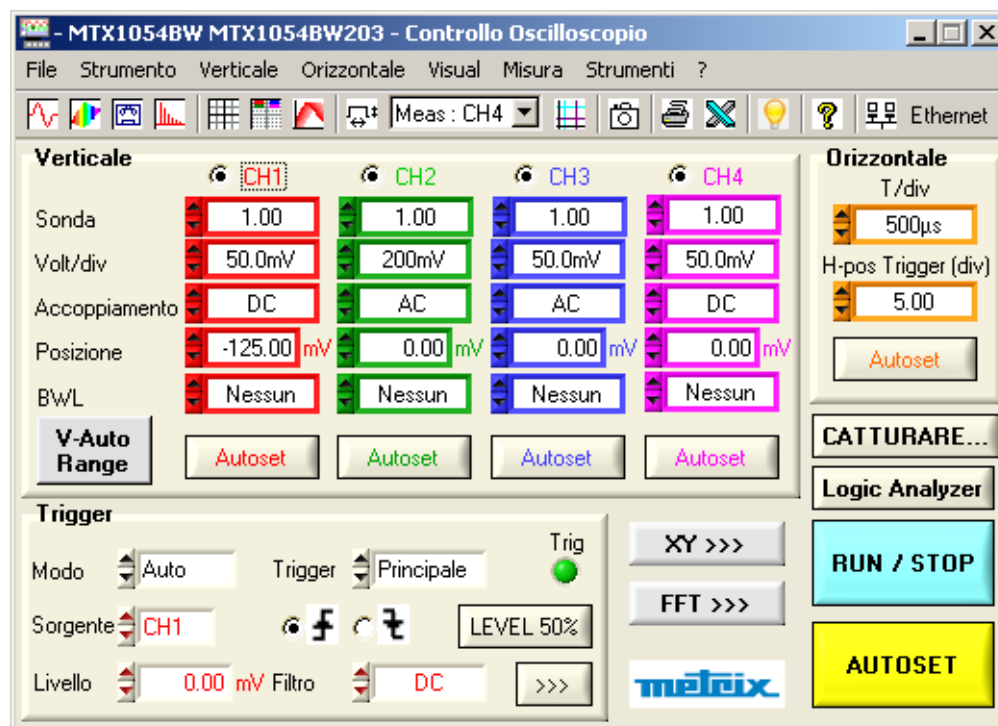 - MTX1054BW MTX1054BW203 - Controllo Oscilloscopio
File Strumento Verticale Orizzontale Visual Misura Strumenti ?
Meas : CH4 Ethernet
Verticale
CH1 CH2 CH3 CH4
Sonda 1.00 1.00 1.00 1.00
Volt/div 50.0mV 200mV 50.0mV 50.0mV
Accoppiamento DC AC AC DC
Posizione -125.00 mV 0.00 mV 0.00 mV 0.00 mV
BWL Nessun Nessun Nessun Nessun
V-Auto
Range
Autoset Autoset Autoset Autoset
Orizzontale
T/div
500µs
H-pos Trigger (div)
5.00
Autoset
CATTURARE...
Logic Analyzer
RUN / STOP
AUTOSET
Trigger
Modo Auto Trigger Principale Trig
Sorgente CH1 LEVEL 50%
Livello 0.00 mV Filtro DC >>>
XY >>>
FFT >>>
metrix